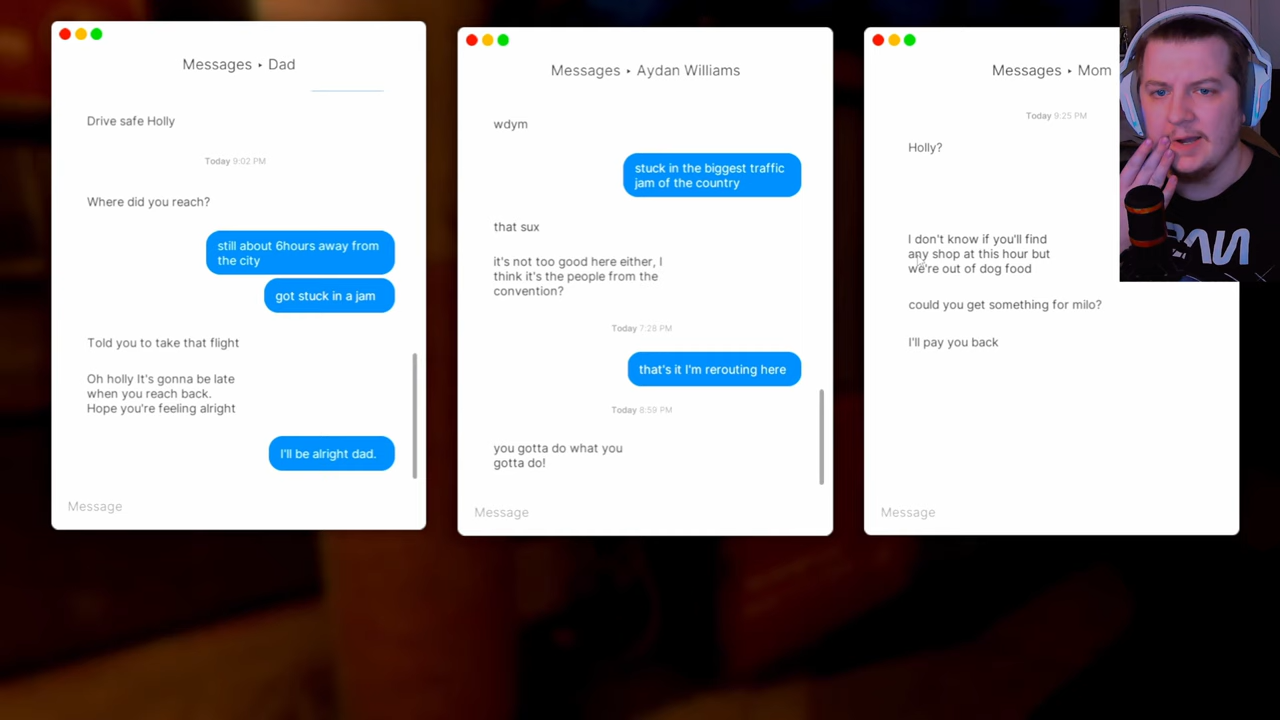 Messages ‣ Dad
Drive safe Holly
Today 9:02 PM
Where did you reach?
still about 6hours away from
the city
got stuck in a jam
Told you to take that flight
Oh holly It's gonna be late
when you reach back.
Hope you're feeling alright
I'll be alright dad.
Message
Messages ‣ Aydan Williams
wdym
stuck in the biggest traffic
jam of the country
that sux
it's not too good here either, I
think it's the people from the
convention?
Today 7:28 PM
that's it I'm rerouting here
Today 8:59 PM
you gotta do what you
gotta do!
Message
Messages ‣ Mom
Today 9:25 PM
Holly?
I don't know if you'll find
any shop at this hour but
we're out of dog food
could you get something for milo?
I'll pay you back
Message